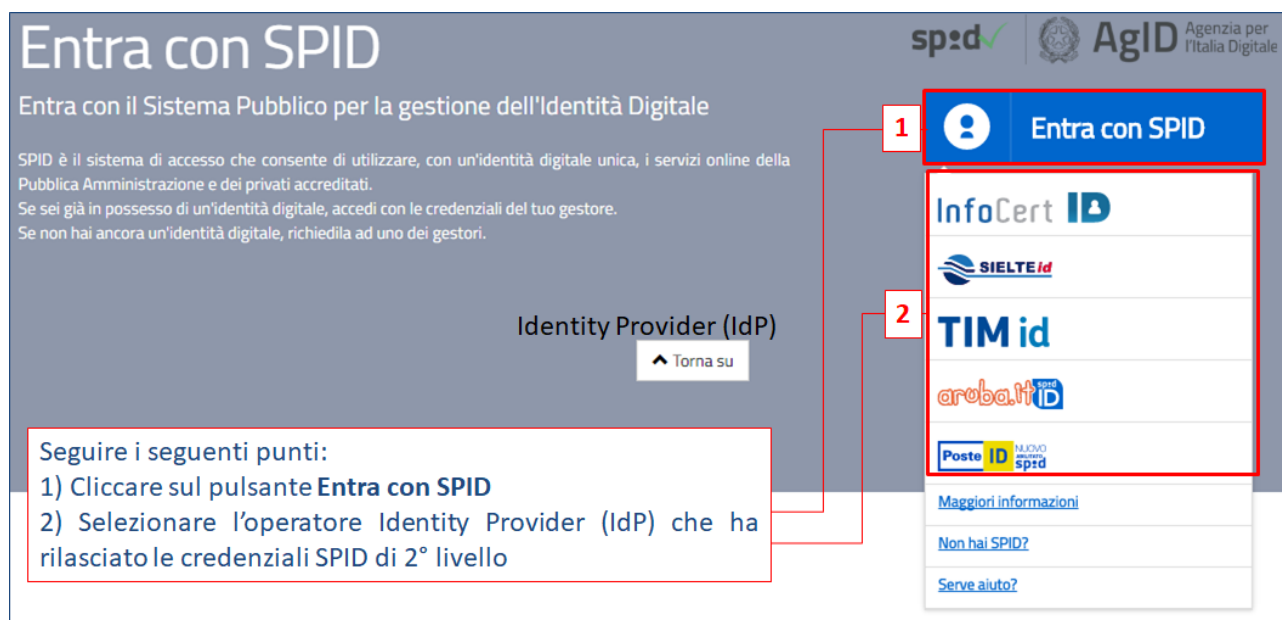 Entra con SPID
spid
AgID Agenzia per
l'Italia Digitale
Entra con il Sistema Pubblico per la gestione dell'Identità Digitale
1
Entra con SPID
SPID è il sistema di accesso che consente di utilizzare, con un'identità digitale unica, i servizi online della
Pubblica Amministrazione e dei privati accreditati.
Se sei già in possesso di un'identità digitale, accedi con le credenziali del tuo gestore.
Se non hai ancora un'identità digitale, richiedila ad uno dei gestori.
InfoCert ID
SIELTEid
2
TIM id
Identity Provider (IdP)
Torna su
aruba.it spid ID
Poste ID NUOVO
ABILITATO
spid
Seguire i seguenti punti:
1) Cliccare sul pulsante Entra con SPID
2) Selezionare l’operatore Identity Provider (IdP) che ha
rilasciato le credenziali SPID di 2° livello
Maggiori informazioni
Non hai SPID?
Serve aiuto?